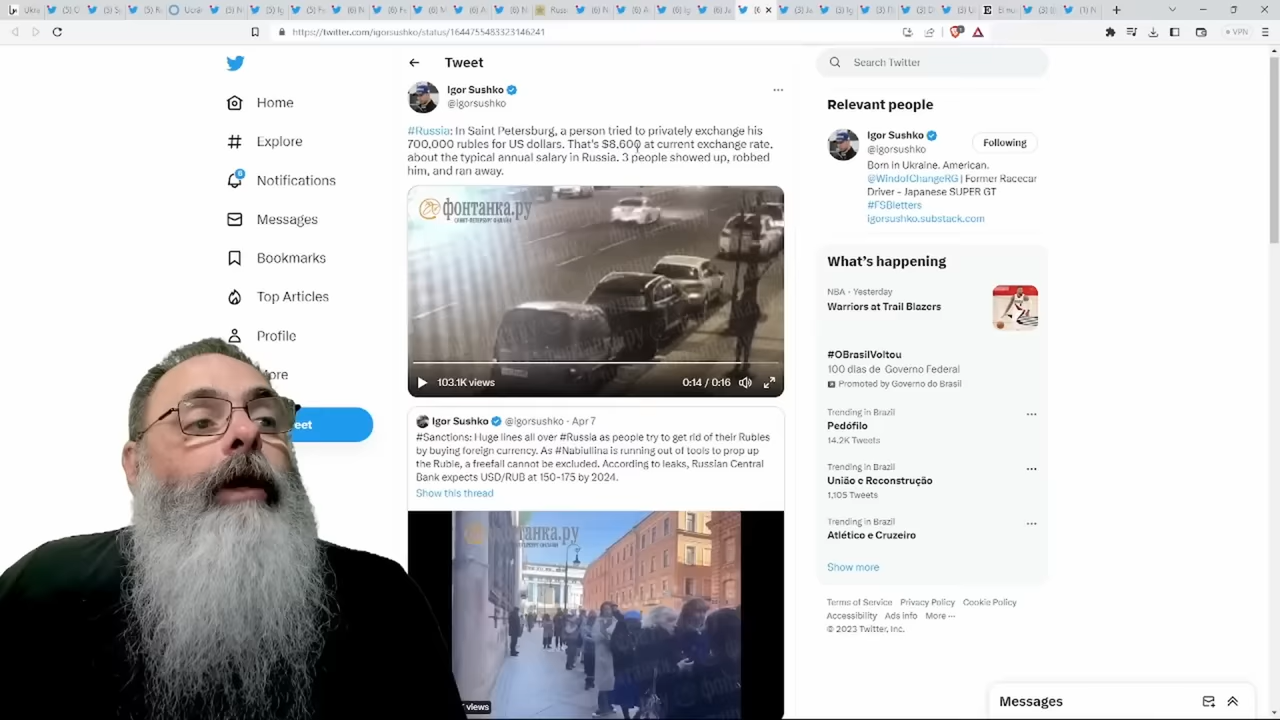 https://twitter.com/igorsushko/status/1644755483323146241
VPN
Home
Explore
Notifications
Messages
Bookmarks
Top Articles
Profile
Tweet
Igor Sushko
@igorsushko
#Russia: In Saint Petersburg, a person tried to privately exchange his
700,000 rubles for US dollars. That's $8,600 at current exchange rate,
about the typical annual salary in Russia. 3 people showed up, robbed
him, and ran away.
фонтанка.ру
103.1K views
0:14 / 0:16
Igor Sushko @igorsushko · Apr 7
#Sanctions: Huge lines all over #Russia as people try to get rid of their Rubles
by buying foreign currency. As #Nabiullina is running out of tools to prop up
the Ruble, a freefall cannot be excluded. According to leaks, Russian Central
Bank expects USD/RUB at 150-175 by 2024.
Show this thread
views
Search Twitter
Relevant people
Igor Sushko
@igorsushko
Following
Born in Ukraine. American.
@WindofChangeRG | Former Racecar
Driver - Japanese SUPER GT
#FSBletters
igorsushko.substack.com
What's happening
NBA · Yesterday
Warriors at Trail Blazers
#OBrasilVoltou
100 dias de Governo Federal
Promoted by Governo do Brasil
Trending in Brazil
Pedófilo
14.2K Tweets
Trending in Brazil
União e Reconstrução
1,105 Tweets
Trending in Brazil
Atlético e Cruzeiro
Show more
Terms of Service Privacy Policy Cookie Policy
Accessibility Ads info More ···
© 2023 Twitter, Inc.
Messages